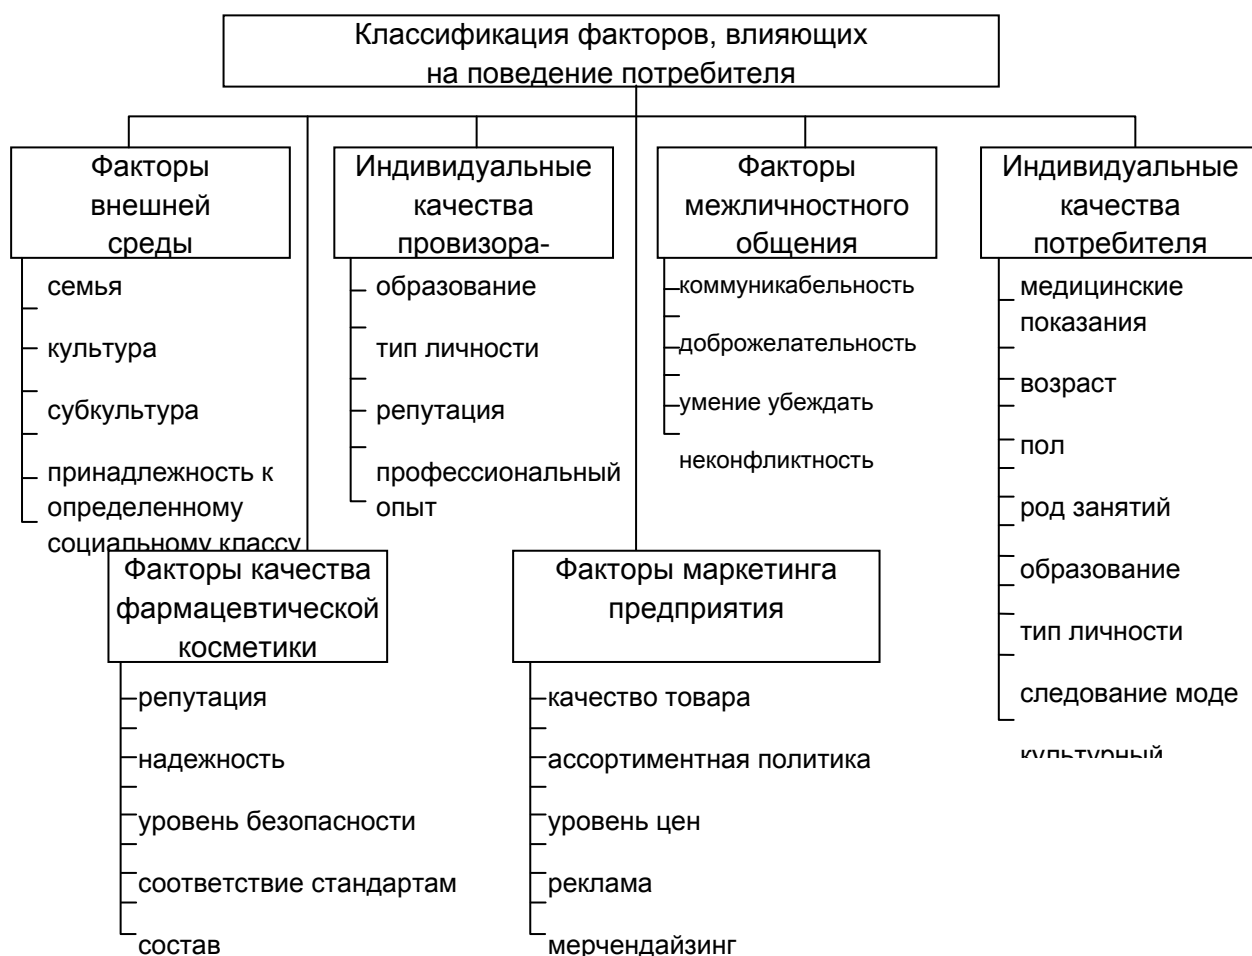 Классификация факторов, влияющих
на поведение потребителя
Факторы
внешней
среды
семья
культура
субкультура
принадлежность к
определенному
социальному классу
Индивидуальные
качества
провизора-
образование
тип личности
репутация
профессиональный
опыт
Факторы
межличностного
общения
коммуникабельность
доброжелательность
умение убеждать
неконфликтность
Индивидуальные
качества
потребителя
медицинские
показания
возраст
пол
род занятий
образование
тип личности
следование моде
культурный
Факторы качества
фармацевтической
косметики
репутация
надежность
уровень безопасности
соответствие стандартам
состав
Факторы маркетинга
предприятия
качество товара
ассортиментная политика
уровень цен
реклама
мерчендайзинг